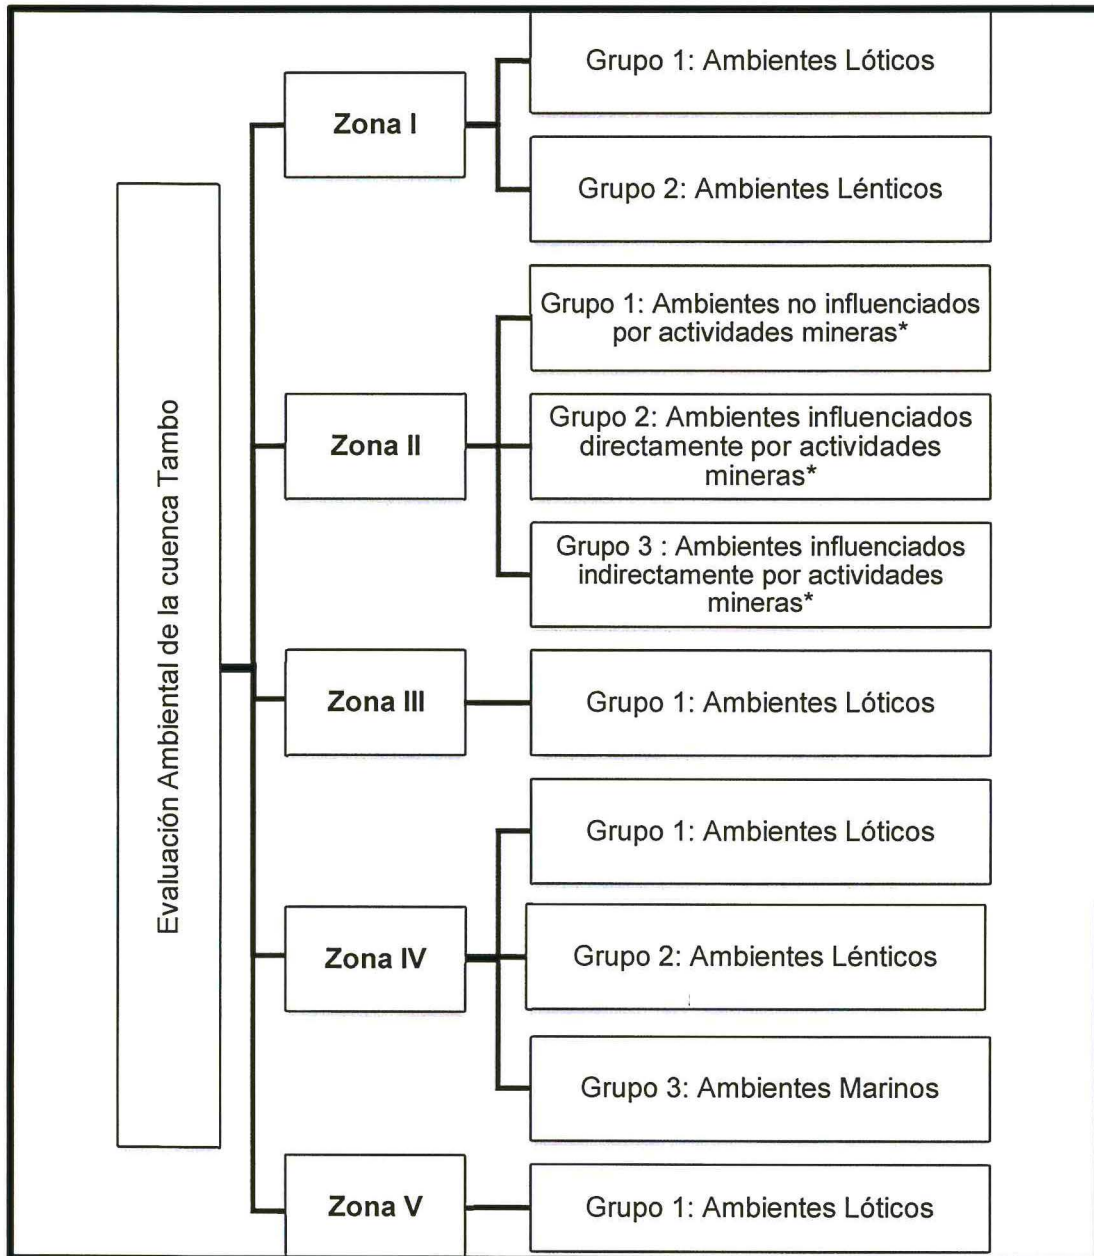 Evaluación Ambiental de la cuenca Tambo
Zona I
Grupo 1: Ambientes Lóticos
Grupo 2: Ambientes Lénticos
Zona II
Grupo 1: Ambientes no influenciados
por actividades mineras*
Grupo 2: Ambientes influenciados
directamente por actividades
mineras*
Grupo 3 : Ambientes influenciados
indirectamente por actividades
mineras*
Zona III
Grupo 1: Ambientes Lóticos
Zona IV
Grupo 1: Ambientes Lóticos
Grupo 2: Ambientes Lénticos
Grupo 3: Ambientes Marinos
Zona V
Grupo 1: Ambientes Lóticos